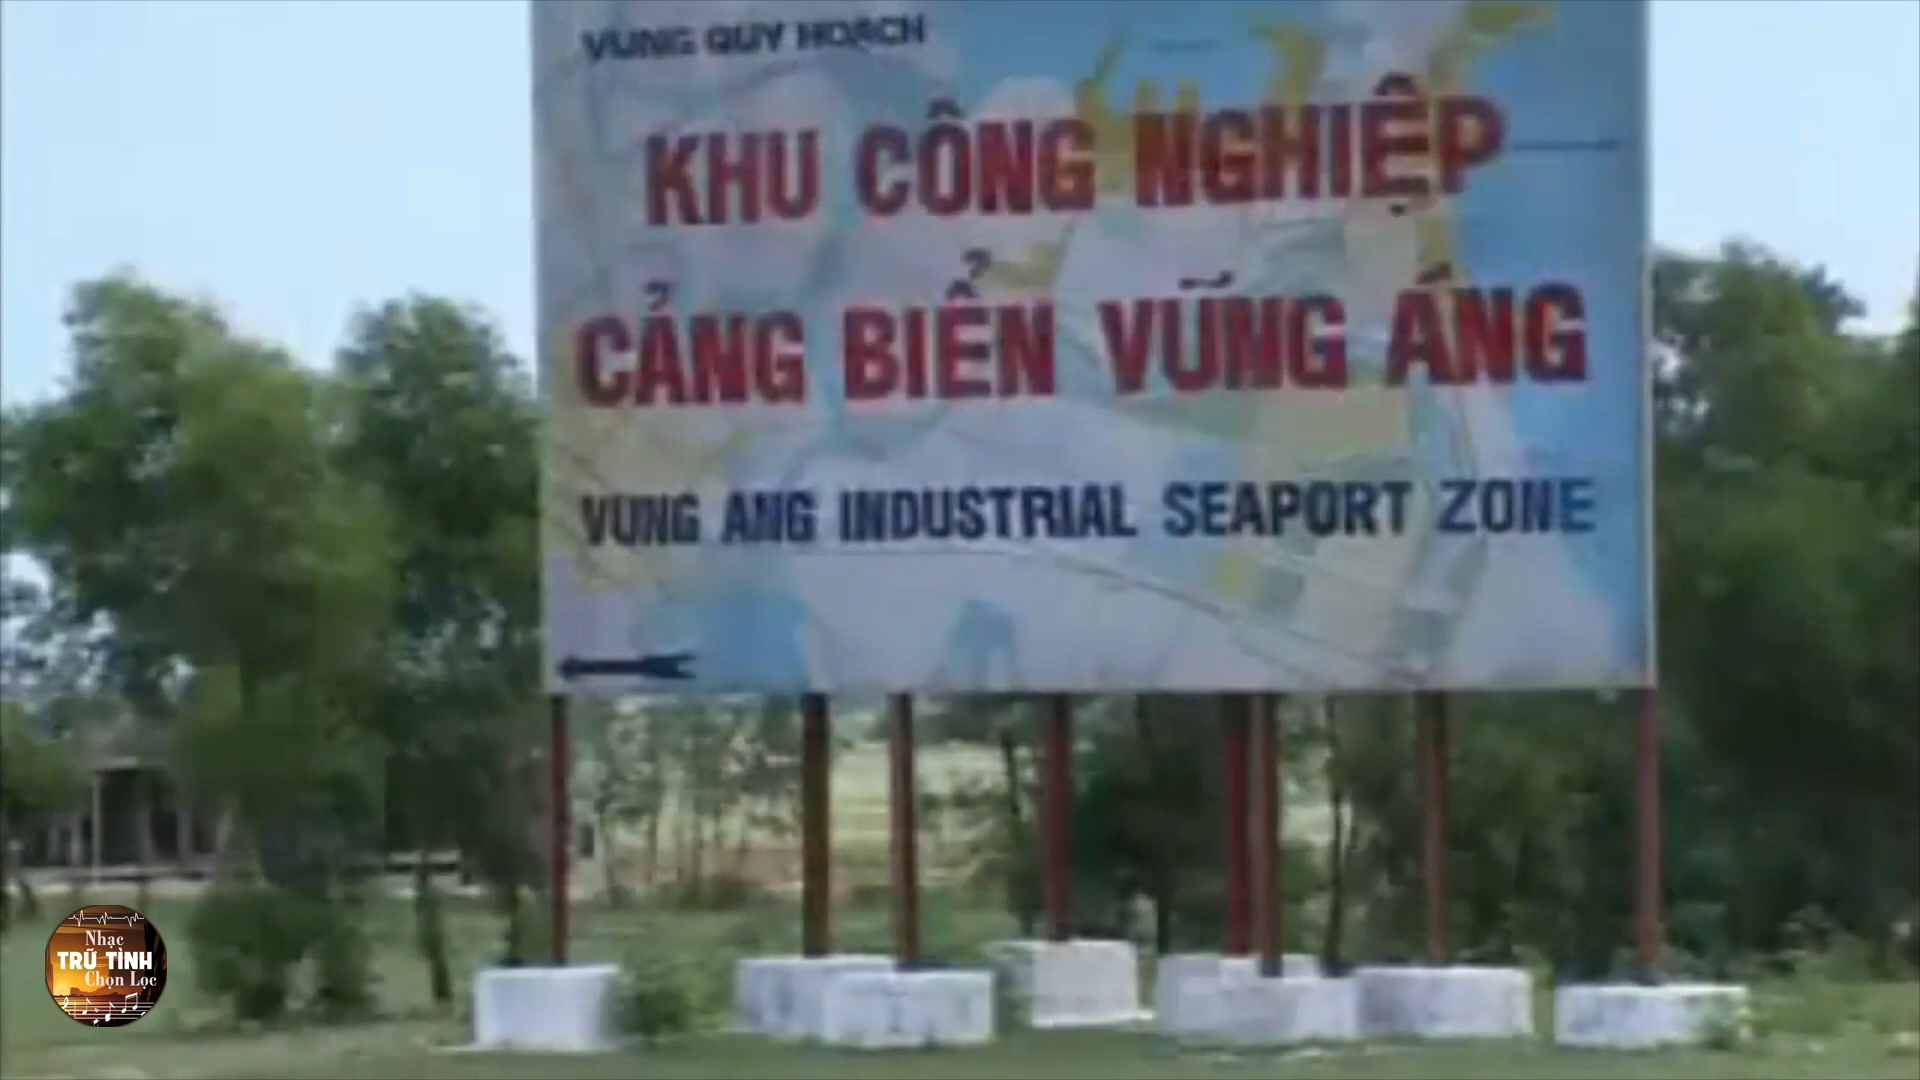 VÙNG QUY HOẠCH
KHU CÔNG NGHIỆP
CẢNG BIỂN VŨNG ÁNG
VUNG ANG INDUSTRIAL SEAPORT ZONE
Nhạc
TRỮ TÌNH
Chọn Lọc